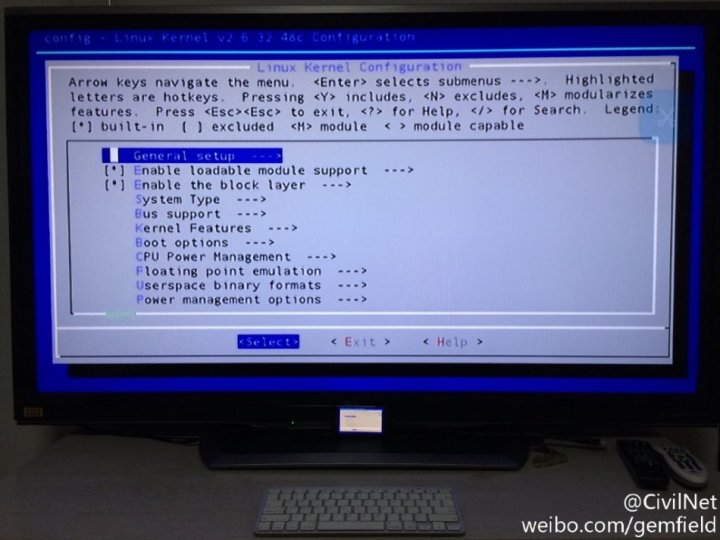 config - Linux Kernel v2 6 32 48c Configuration
Linux Kernel Configuration
Arrow keys navigate the menu. <Enter> selects submenus --->. Highlighted
letters are hotkeys. Pressing <Y> includes, <N> excludes, <M> modularizes
features. Press <Esc><Esc> to exit, <?> for Help, </> for Search. Legend:
[*] built-in [ ] excluded <M> module < > module capable
General setup --->
[*] Enable loadable module support --->
[*] Enable the block layer --->
System Type --->
Bus support --->
Kernel Features --->
Boot options --->
CPU Power Management --->
Floating point emulation --->
Userspace binary formats --->
Power management options --->
<Select> < Exit > < Help >
@CivilNet
weibo.com/gemfield